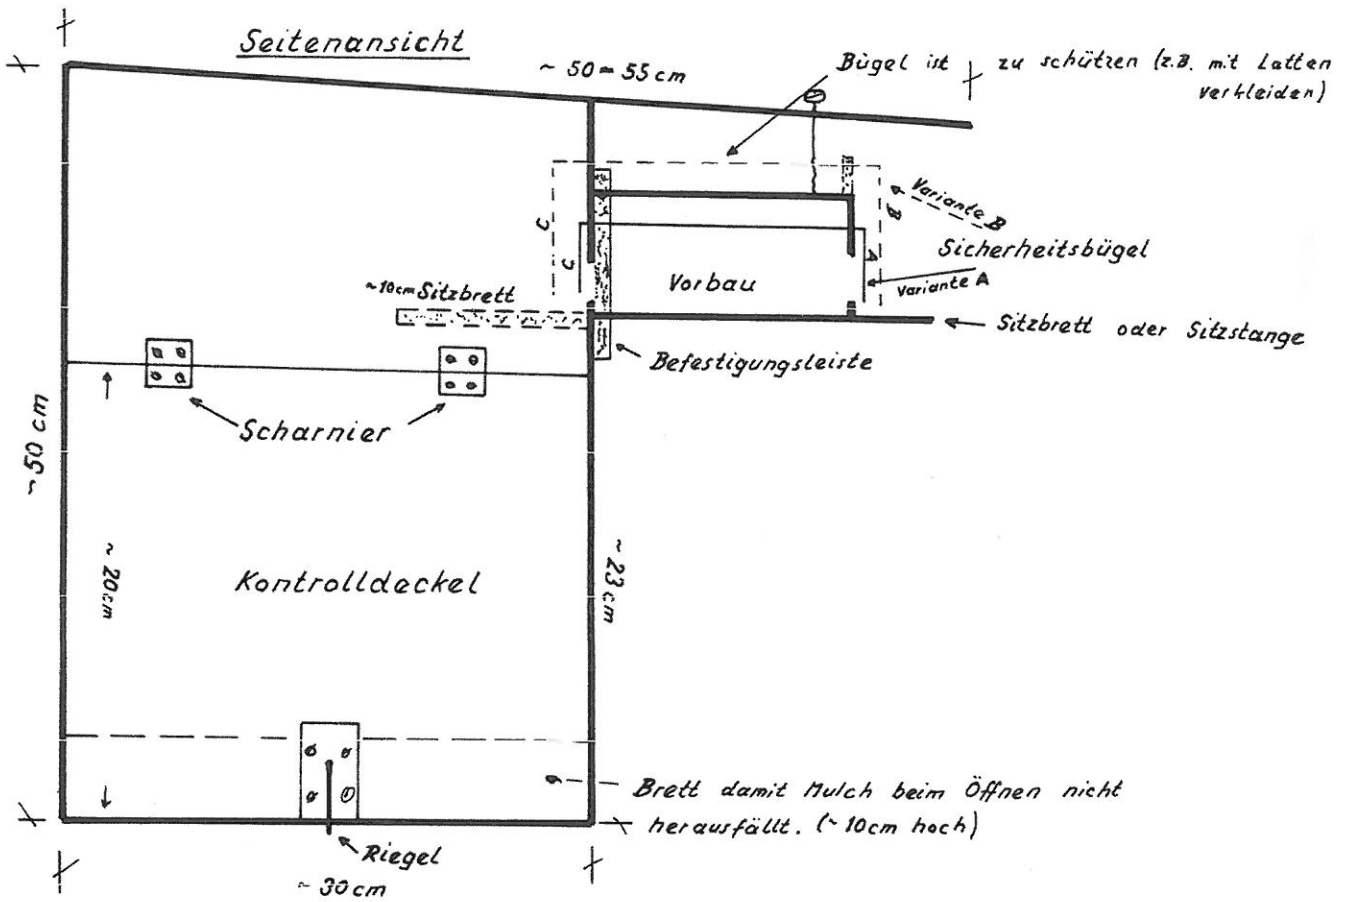 Seitenansicht
~ 50 - 55 cm
Bügel ist zu schützen (z.B. mit Latten
verkleiden)
Variante B
B
C
C
A
Sicherheitsbügel
Variante A
~10cm Sitzbrett
Vorbau
Sitzbrett oder Sitzstange
Befestigungsleiste
Scharnier
~ 50 cm
~ 20cm
Kontrolldeckel
~ 23 cm
Brett damit Mulch beim Öffnen nicht
herausfällt. (~ 10cm hoch)
Riegel
~ 30 cm